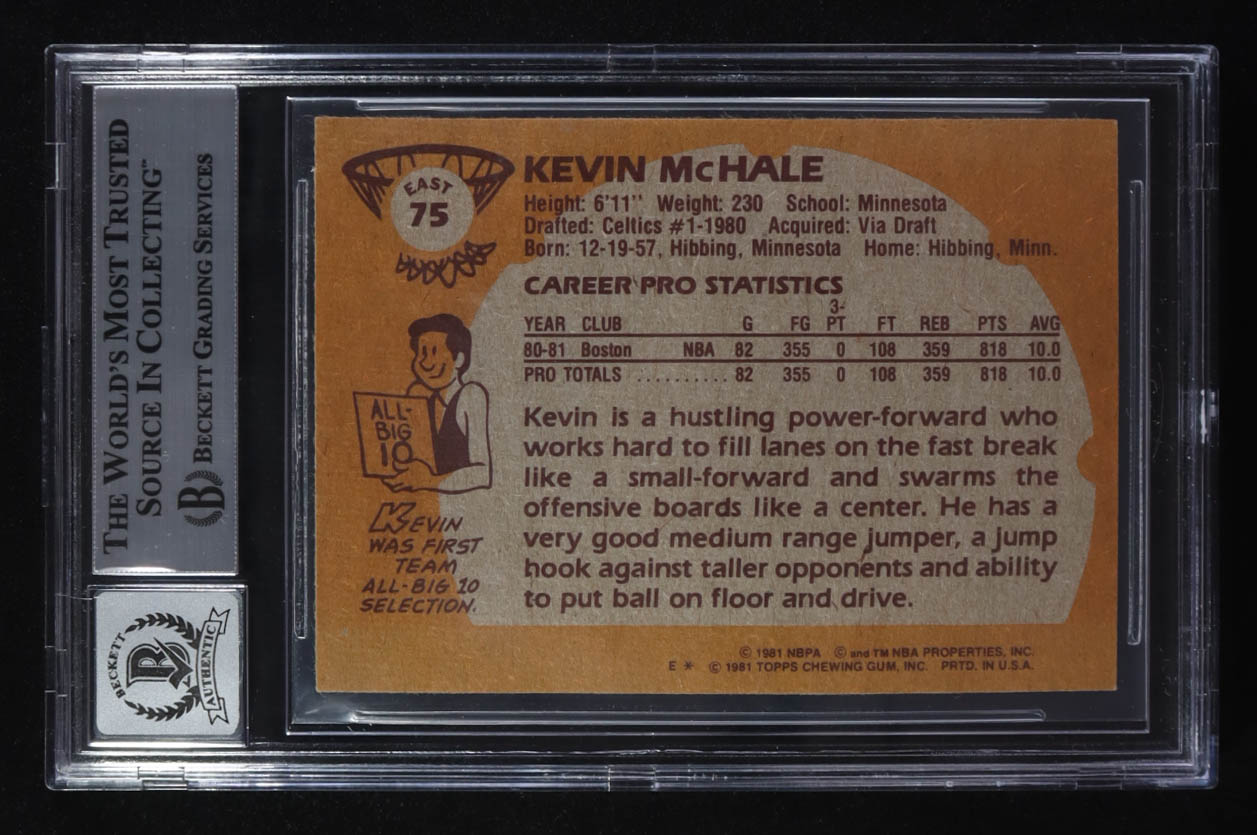 THE WORLD'S MOST TRUSTED
SOURCE IN COLLECTING™
B BECKETT GRADING SERVICES
BECKETT
BV
AUTHENTIC
EAST
75
KEVIN McHALE
Height: 6'11" Weight: 230 School: Minnesota
Drafted: Celtics #1-1980 Acquired: Via Draft
Born: 12-19-57, Hibbing, Minnesota Home: Hibbing, Minn.
CAREER PRO STATISTICS
YEAR CLUB G FG 3-PT FT REB PTS AVG
80-81 Boston NBA 82 355 0 108 359 818 10.0
PRO TOTALS .......... 82 355 0 108 359 818 10.0
ALL-
BIG
10
KEVIN
WAS FIRST
TEAM
ALL-BIG 10
SELECTION.
Kevin is a hustling power-forward who
works hard to fill lanes on the fast break
like a small-forward and swarms the
offensive boards like a center. He has a
very good medium range jumper, a jump
hook against taller opponents and ability
to put ball on floor and drive.
© 1981 NBPA © and TM NBA PROPERTIES, INC.
E * © 1981 TOPPS CHEWING GUM, INC. PRTD. IN U.S.A.